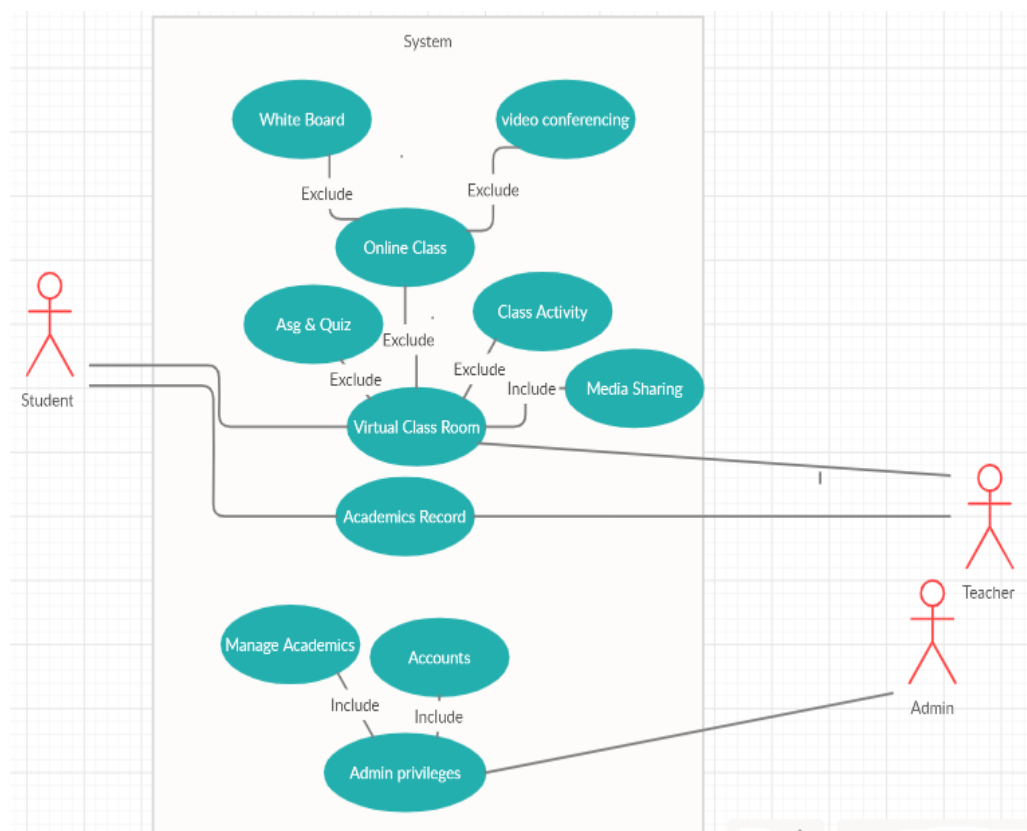 System
White Board
video conferencing
Exclude
Exclude
Online Class
Asg & Quiz
Class Activity
Exclude
Exclude
Exclude
Include
Media Sharing
Virtual Class Room
Student
Academics Record
Teacher
Manage Academics
Accounts
Include
Include
Admin
Admin privileges